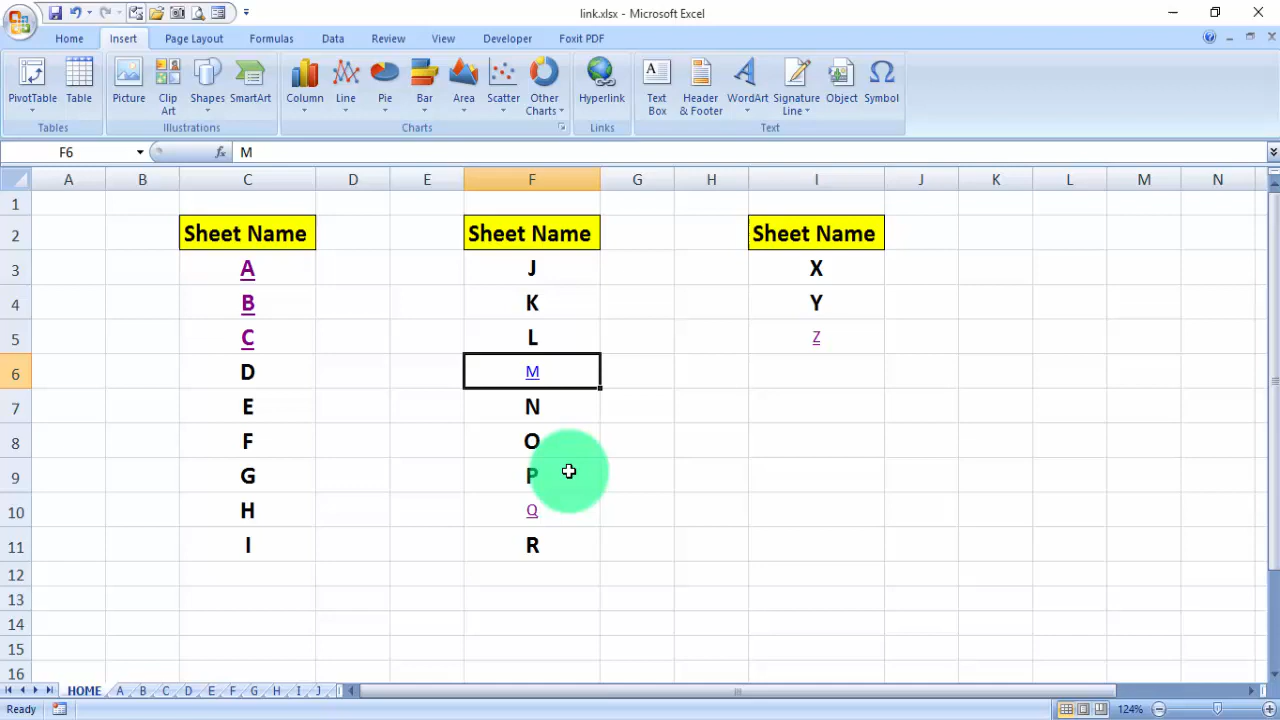 link.xlsx - Microsoft Excel
Home Insert Page Layout Formulas Data Review View Developer Foxit PDF
PivotTable Table Picture Clip Art Shapes SmartArt Column Line Pie Bar Area Scatter Other Charts Hyperlink Text Box Header & Footer WordArt Signature Line Object Symbol
Tables Illustrations Charts Links Text
F6 fx M
A B C D E F G H I J K L M N
1
2 Sheet Name Sheet Name Sheet Name
3 A J X
4 B K Y
5 C L Z
6 D M
7 E N
8 F O
9 G P
10 H Q
11 I R
12
13
14
15
16
HOME A B C D E F G H I J
Ready 124%